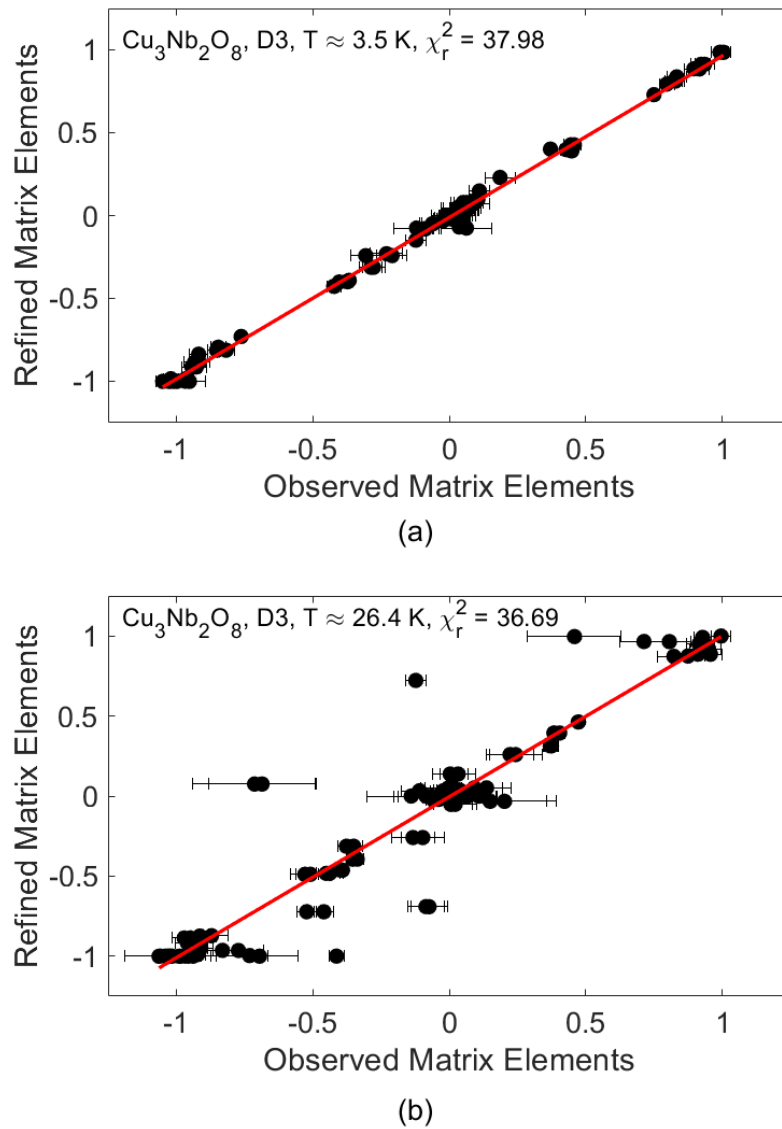 Cu₃Nb₂O₈, D3, T ≈ 3.5 K, χᵣ² = 37.98
1
0.5
0
-0.5
-1
Refined Matrix Elements
-1 -0.5 0 0.5 1
Observed Matrix Elements
(a)
Cu₃Nb₂O₈, D3, T ≈ 26.4 K, χᵣ² = 36.69
1
0.5
0
-0.5
-1
Refined Matrix Elements
-1 -0.5 0 0.5 1
Observed Matrix Elements
(b)